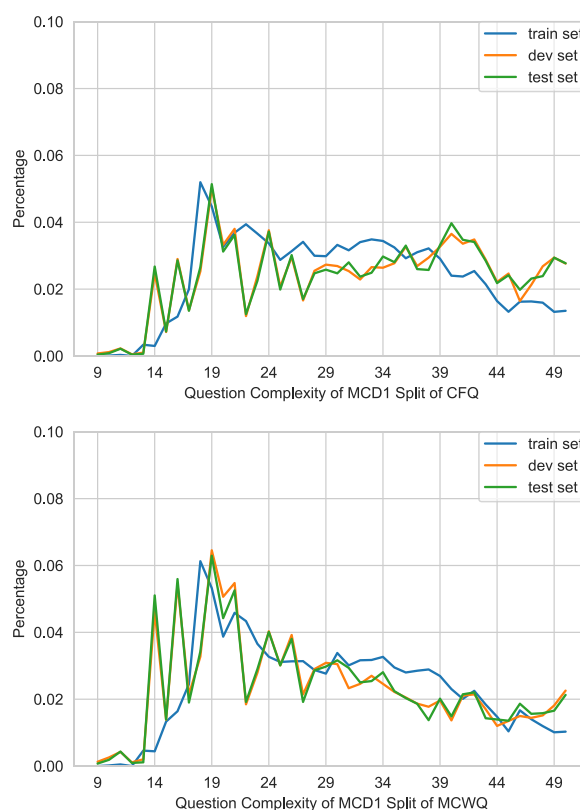 0.10
train set
dev set
0.08
test set
0.06
Percentage
0.04
0.02
0.00
9 14 19 24 29 34 39 44 49
Question Complexity of MCD1 Split of CFQ
0.10
train set
dev set
0.08
test set
0.06
Percentage
0.04
0.02
0.00
9 14 19 24 29 34 39 44 49
Question Complexity of MCD1 Split of MCWQ